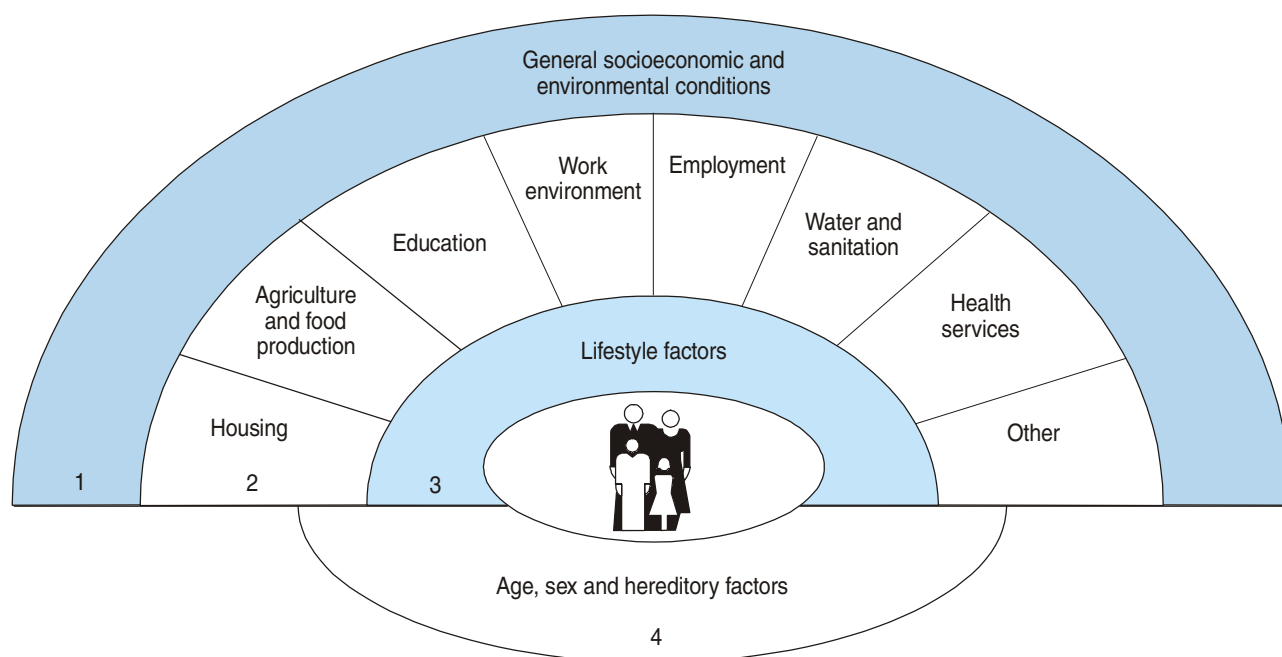 General socioeconomic and
environmental conditions
Work
environment
Employment
Education
Water and
sanitation
Agriculture
and food
production
Health
services
Lifestyle factors
Housing
Other
1
2
3
Age, sex and hereditory factors
4